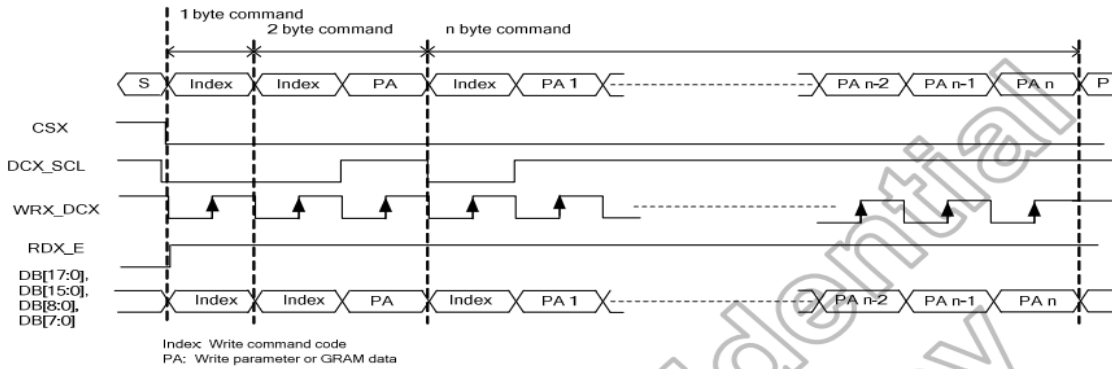 1 byte command
2 byte command
n byte command
S Index Index PA Index PA 1 PA n-2 PA n-1 PA n P
CSX
DCX_SCL
WRX_DCX
RDX_E
DB[17:0],
DB[15:0],
DB[8:0],
DB[7:0]
Index Index PA Index PA 1 PA n-2 PA n-1 PA n
Index: Write command code
PA: Write parameter or GRAM data
dential
y